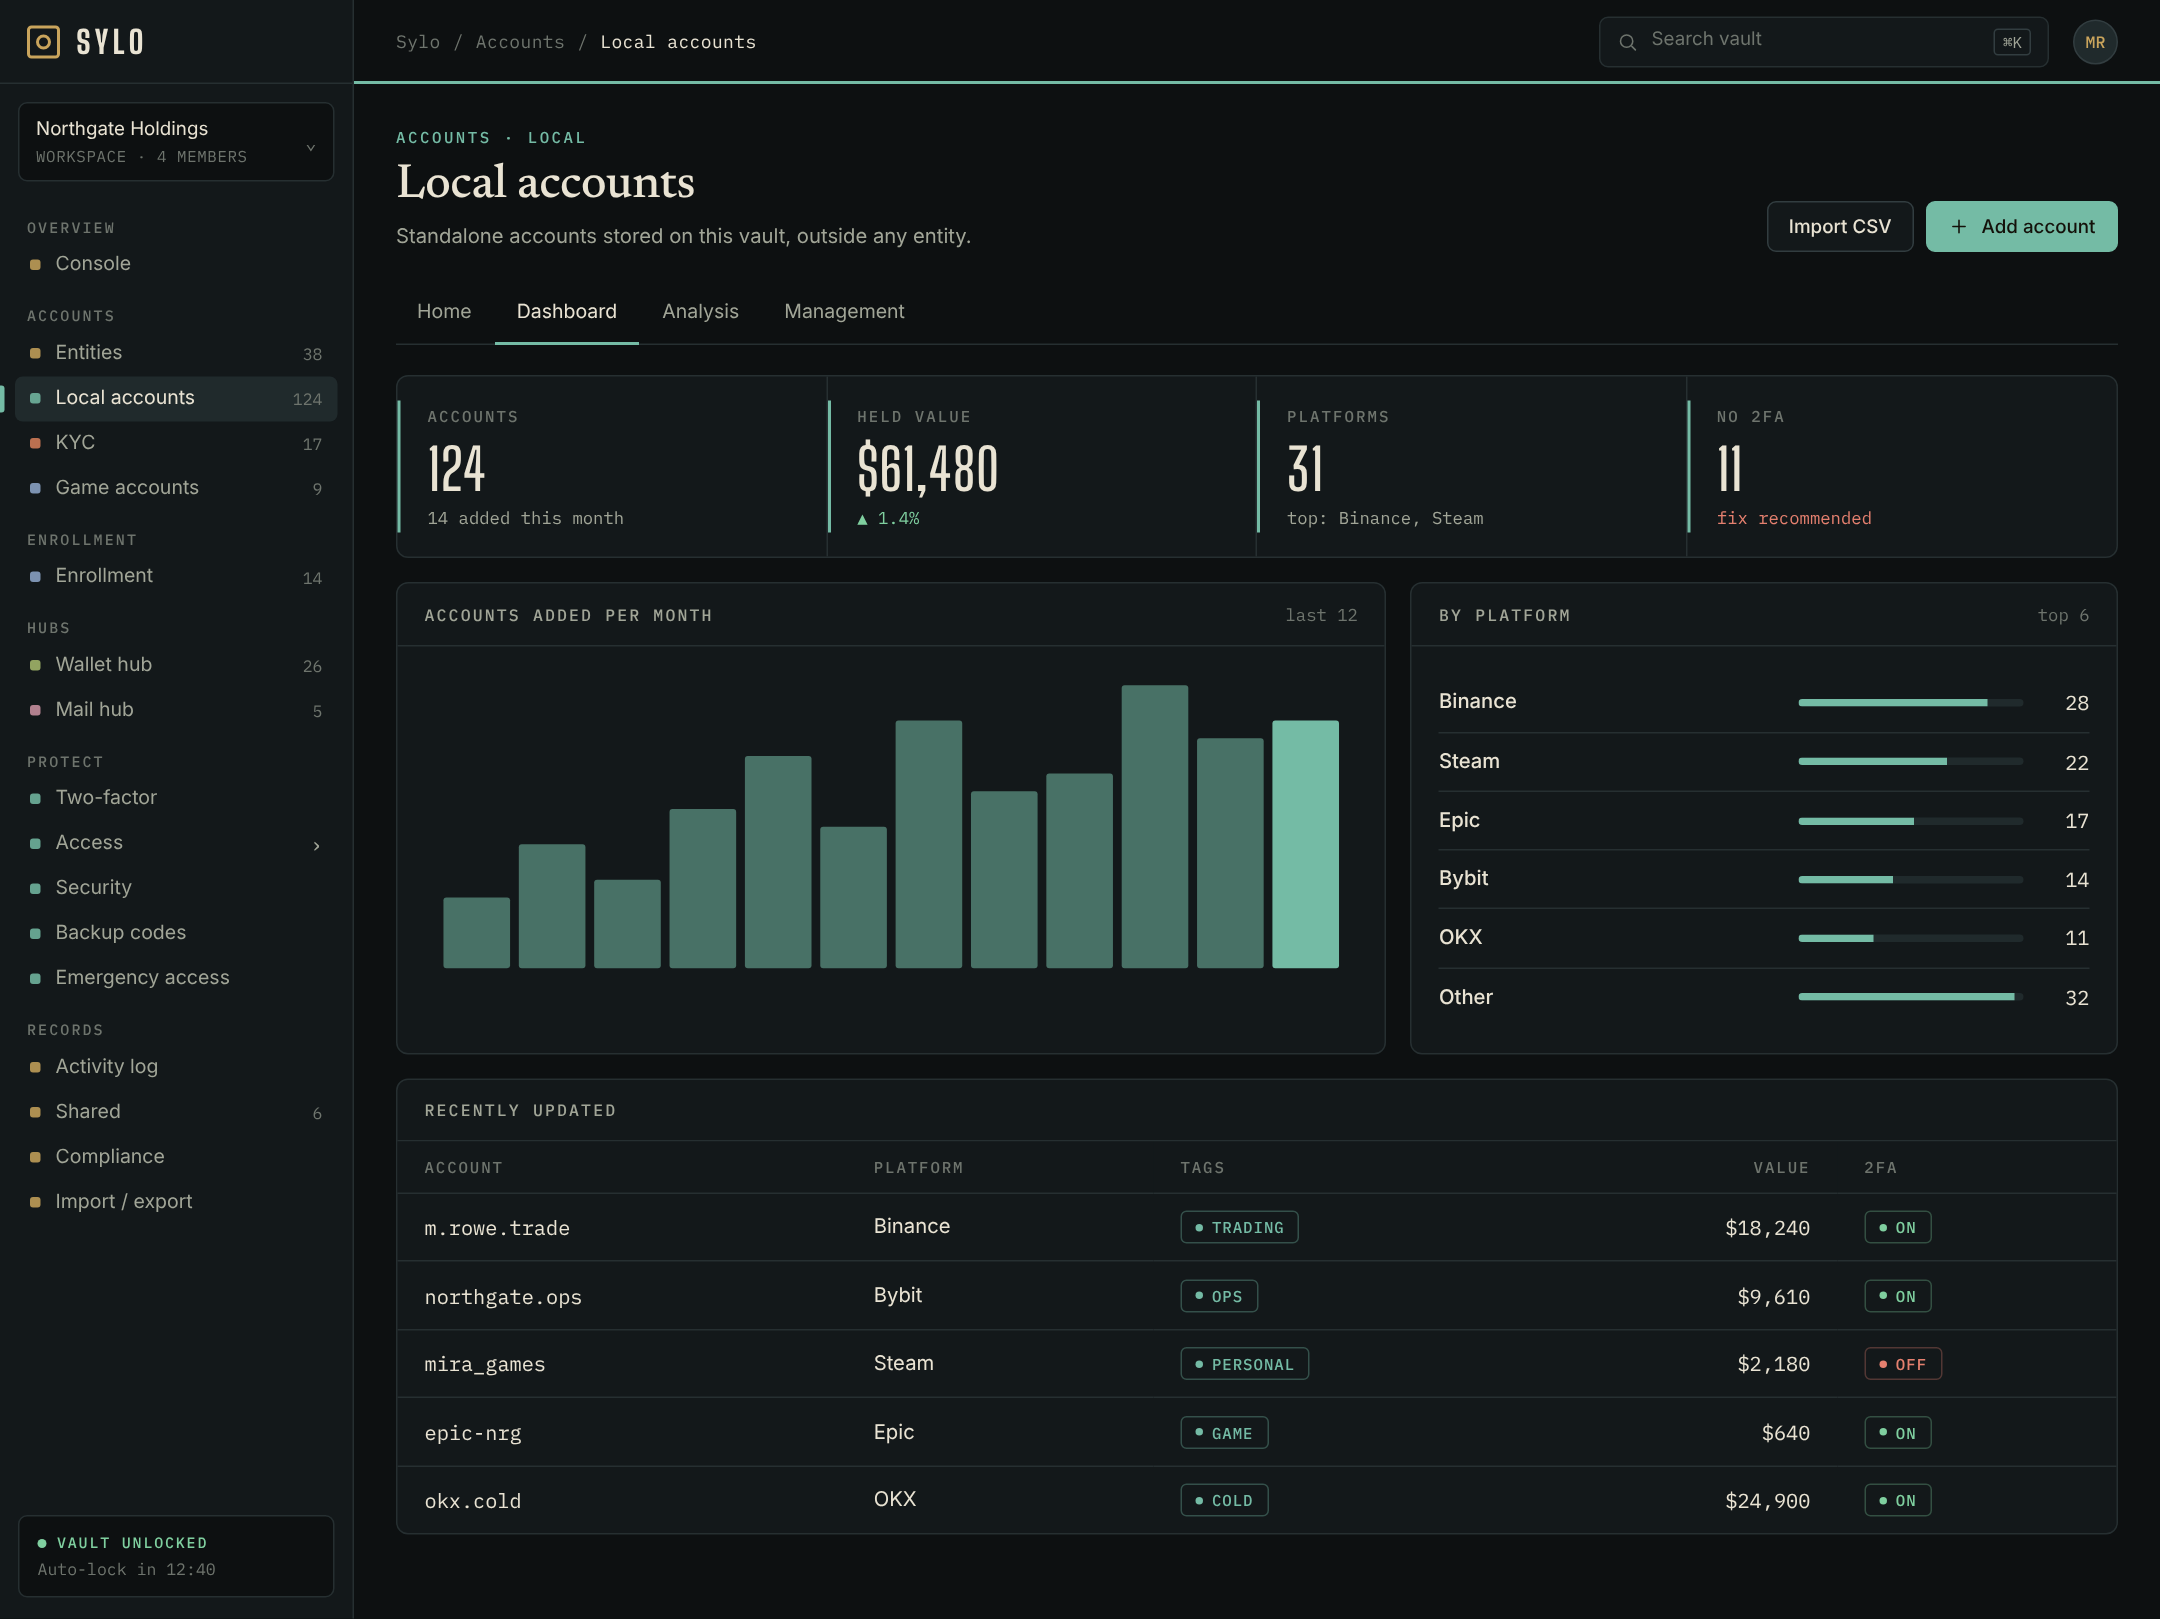 SYLO
Sylo / Accounts / Local accounts
Search vault
⌘K
MR
Northgate Holdings
WORKSPACE · 4 MEMBERS
OVERVIEW
Console
ACCOUNTS
Entities 38
Local accounts 124
KYC 17
Game accounts 9
ENROLLMENT
Enrollment 14
HUBS
Wallet hub 26
Mail hub 5
PROTECT
Two-factor
Access ›
Security
Backup codes
Emergency access
RECORDS
Activity log
Shared 6
Compliance
Import / export
VAULT UNLOCKED
Auto-lock in 12:40
ACCOUNTS · LOCAL
Local accounts
Standalone accounts stored on this vault, outside any entity.
Import CSV
+ Add account
Home Dashboard Analysis Management
ACCOUNTS
124
14 added this month
HELD VALUE
$61,480
▲ 1.4%
PLATFORMS
31
top: Binance, Steam
NO 2FA
11
fix recommended
ACCOUNTS ADDED PER MONTH last 12
BY PLATFORM top 6
Binance 28
Steam 22
Epic 17
Bybit 14
OKX 11
Other 32
RECENTLY UPDATED
ACCOUNT PLATFORM TAGS VALUE 2FA
m.rowe.trade Binance TRADING $18,240 ON
northgate.ops Bybit OPS $9,610 ON
mira_games Steam PERSONAL $2,180 OFF
epic-nrg Epic GAME $640 ON
okx.cold OKX COLD $24,900 ON